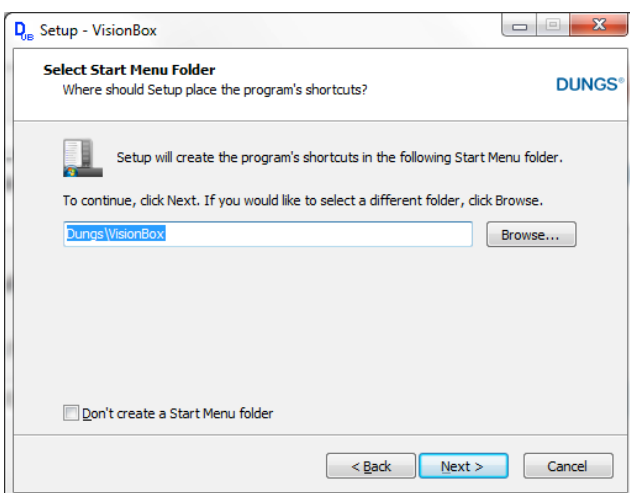 DVB Setup - VisionBox
Select Start Menu Folder
Where should Setup place the program's shortcuts?
DUNGS®
Setup will create the program's shortcuts in the following Start Menu folder.
To continue, click Next. If you would like to select a different folder, click Browse.
Dungs\VisionBox
Browse...
Don't create a Start Menu folder
< Back
Next >
Cancel